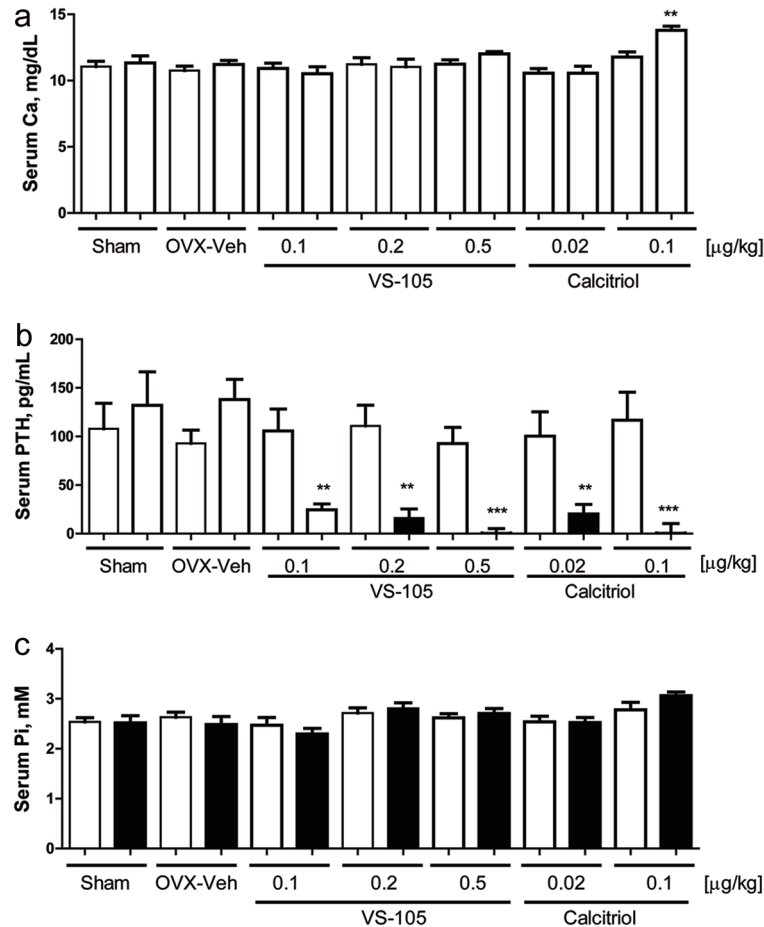 a
15
10
5
0
Serum Ca, mg/dL
**
Sham OVX-Veh 0.1 0.2 0.5 0.02 0.1 [μg/kg]
VS-105 Calcitriol
b
200
150
100
50
0
Serum PTH, pg/mL
** ** *** ** ***
Sham OVX-Veh 0.1 0.2 0.5 0.02 0.1 [μg/kg]
VS-105 Calcitriol
c
4
3
2
1
0
Serum Pi, mM
Sham OVX-Veh 0.1 0.2 0.5 0.02 0.1 [μg/kg]
VS-105 Calcitriol